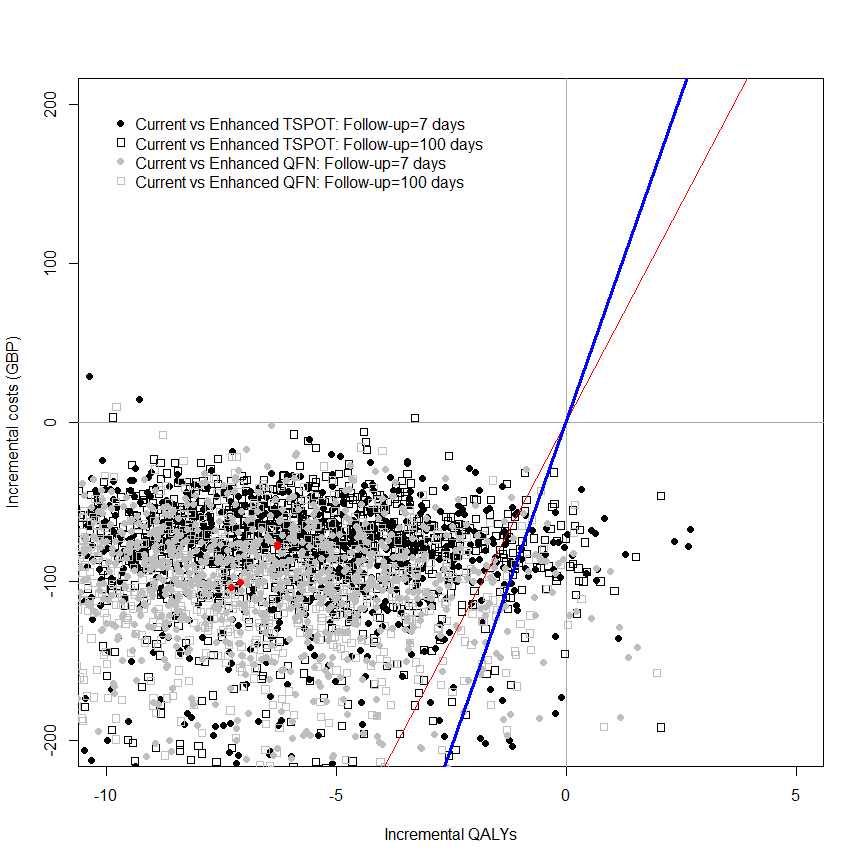 Current vs Enhanced TSPOT: Follow-up=7 days
Current vs Enhanced TSPOT: Follow-up=100 days
Current vs Enhanced QFN: Follow-up=7 days
Current vs Enhanced QFN: Follow-up=100 days
Incremental costs (GBP)
200
100
0
-100
-200
-10
-5
0
5
Incremental QALYs